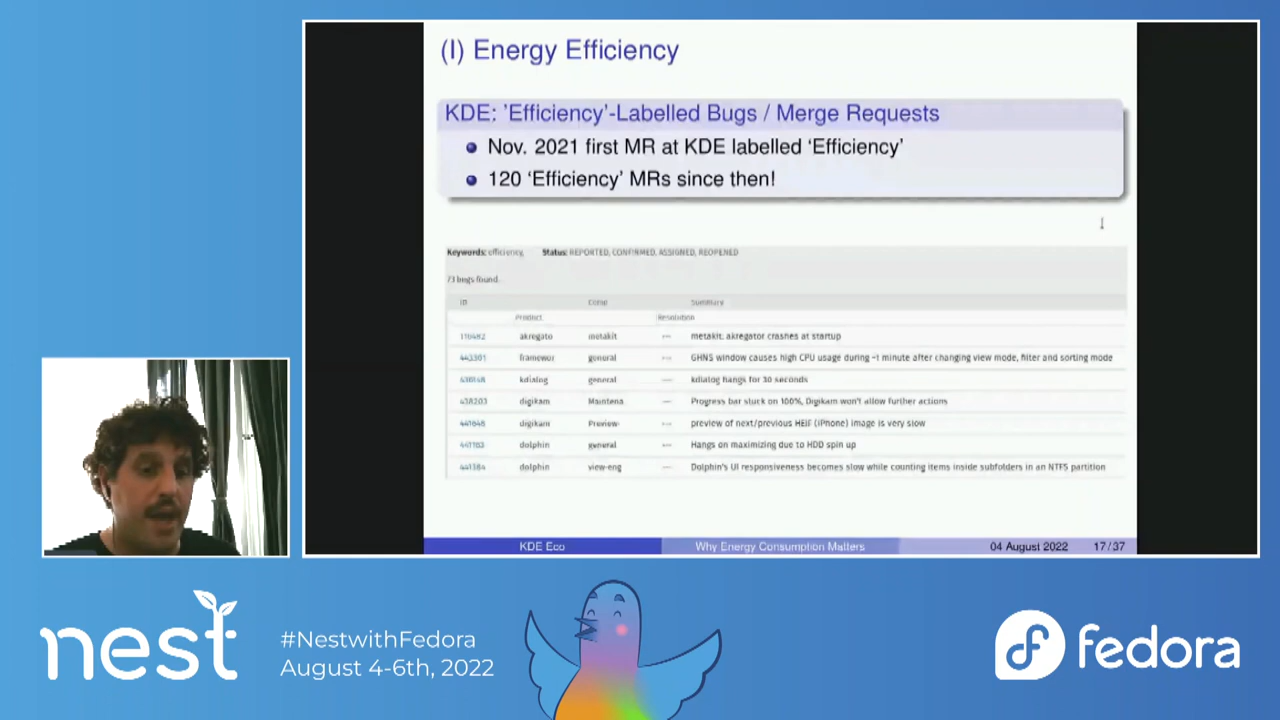 (I) Energy Efficiency
KDE: 'Efficiency'-Labelled Bugs / Merge Requests
Nov. 2021 first MR at KDE labelled 'Efficiency'
120 'Efficiency' MRs since then!
Keywords: efficiency, Status: REPORTED, CONFIRMED, ASSIGNED, REOPENED
73 bugs found.
ID Comp Summary
Product Resolution
akregato metakit --- metakit: akregator crashes at startup
443361 framewor general --- GHNS window causes high CPU usage during ~1 minute after changing view mode, filter and sorting mode
kdialog general --- kdialog hangs for 30 seconds
438203 digikam Maintena --- Progress bar stuck on 100%, Digikam won't allow further actions
digikam Preview- --- preview of next/previous HEIF (iPhone) image is very slow
dolphin general --- Hangs on maximizing due to HDD spin up
441384 dolphin view-eng --- Dolphin's UI responsiveness becomes slow while counting items inside subfolders in an NTFS partition
KDE Eco Why Energy Consumption Matters 04 August 2022 17/37
nest
#NestwithFedora
August 4-6th, 2022
fedora